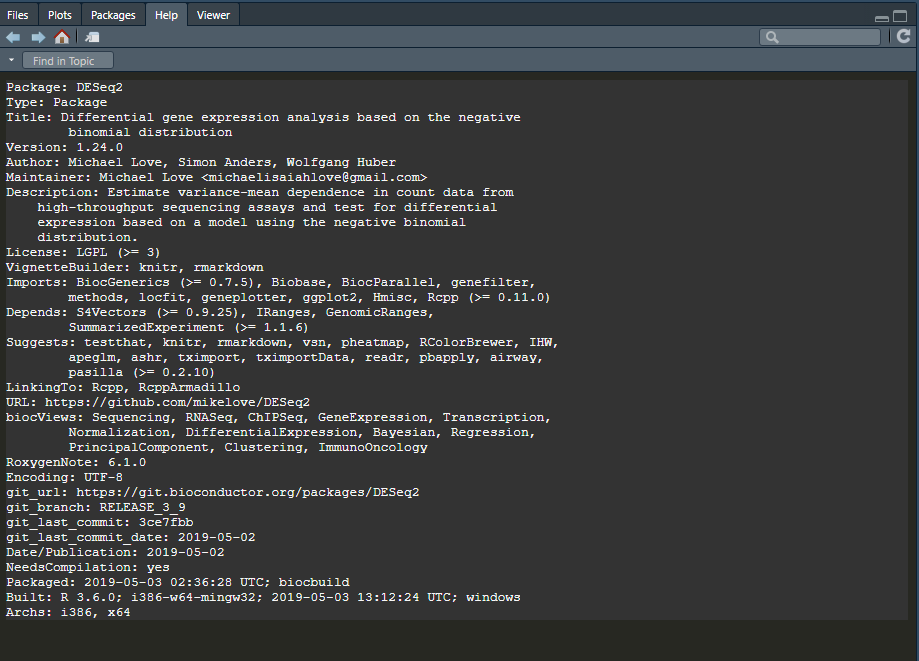 Files Plots Packages Help Viewer
Find in Topic
Package: DESeq2
Type: Package
Title: Differential gene expression analysis based on the negative
binomial distribution
Version: 1.24.0
Author: Michael Love, Simon Anders, Wolfgang Huber
Maintainer: Michael Love <michaelisaiahlove@gmail.com>
Description: Estimate variance-mean dependence in count data from
high-throughput sequencing assays and test for differential
expression based on a model using the negative binomial
distribution.
License: LGPL (>= 3)
VignetteBuilder: knitr, rmarkdown
Imports: BiocGenerics (>= 0.7.5), Biobase, BiocParallel, genefilter,
methods, locfit, geneplotter, ggplot2, Hmisc, Rcpp (>= 0.11.0)
Depends: S4Vectors (>= 0.9.25), IRanges, GenomicRanges,
SummarizedExperiment (>= 1.1.6)
Suggests: testthat, knitr, rmarkdown, vsn, pheatmap, RColorBrewer, IHW,
apeglm, ashr, tximport, tximportData, readr, pbapply, airway,
pasilla (>= 0.2.10)
LinkingTo: Rcpp, RcppArmadillo
URL: https://github.com/mikelove/DESeq2
biocViews: Sequencing, RNASeq, ChIPSeq, GeneExpression, Transcription,
Normalization, DifferentialExpression, Bayesian, Regression,
PrincipalComponent, Clustering, ImmunoOncology
RoxygenNote: 6.1.0
Encoding: UTF-8
git_url: https://git.bioconductor.org/packages/DESeq2
git_branch: RELEASE_3_9
git_last_commit: 3ce7fbb
git_last_commit_date: 2019-05-02
Date/Publication: 2019-05-02
NeedsCompilation: yes
Packaged: 2019-05-03 02:36:28 UTC; biocbuild
Built: R 3.6.0; i386-w64-mingw32; 2019-05-03 13:12:24 UTC; windows
Archs: i386, x64